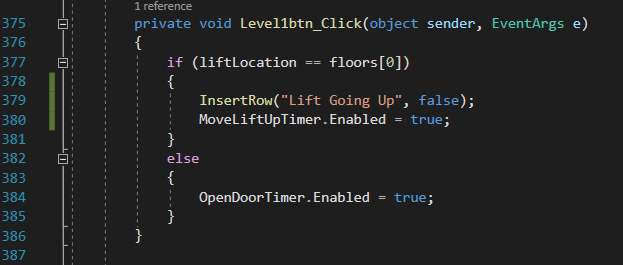 1 reference
375 private void Level1btn_Click(object sender, EventArgs e)
376 {
377 if (liftLocation == floors[0])
378 {
379 InsertRow("Lift Going Up", false);
380 MoveLiftUpTimer.Enabled = true;
381 }
382 else
383 {
384 OpenDoorTimer.Enabled = true;
385 }
386 }
387